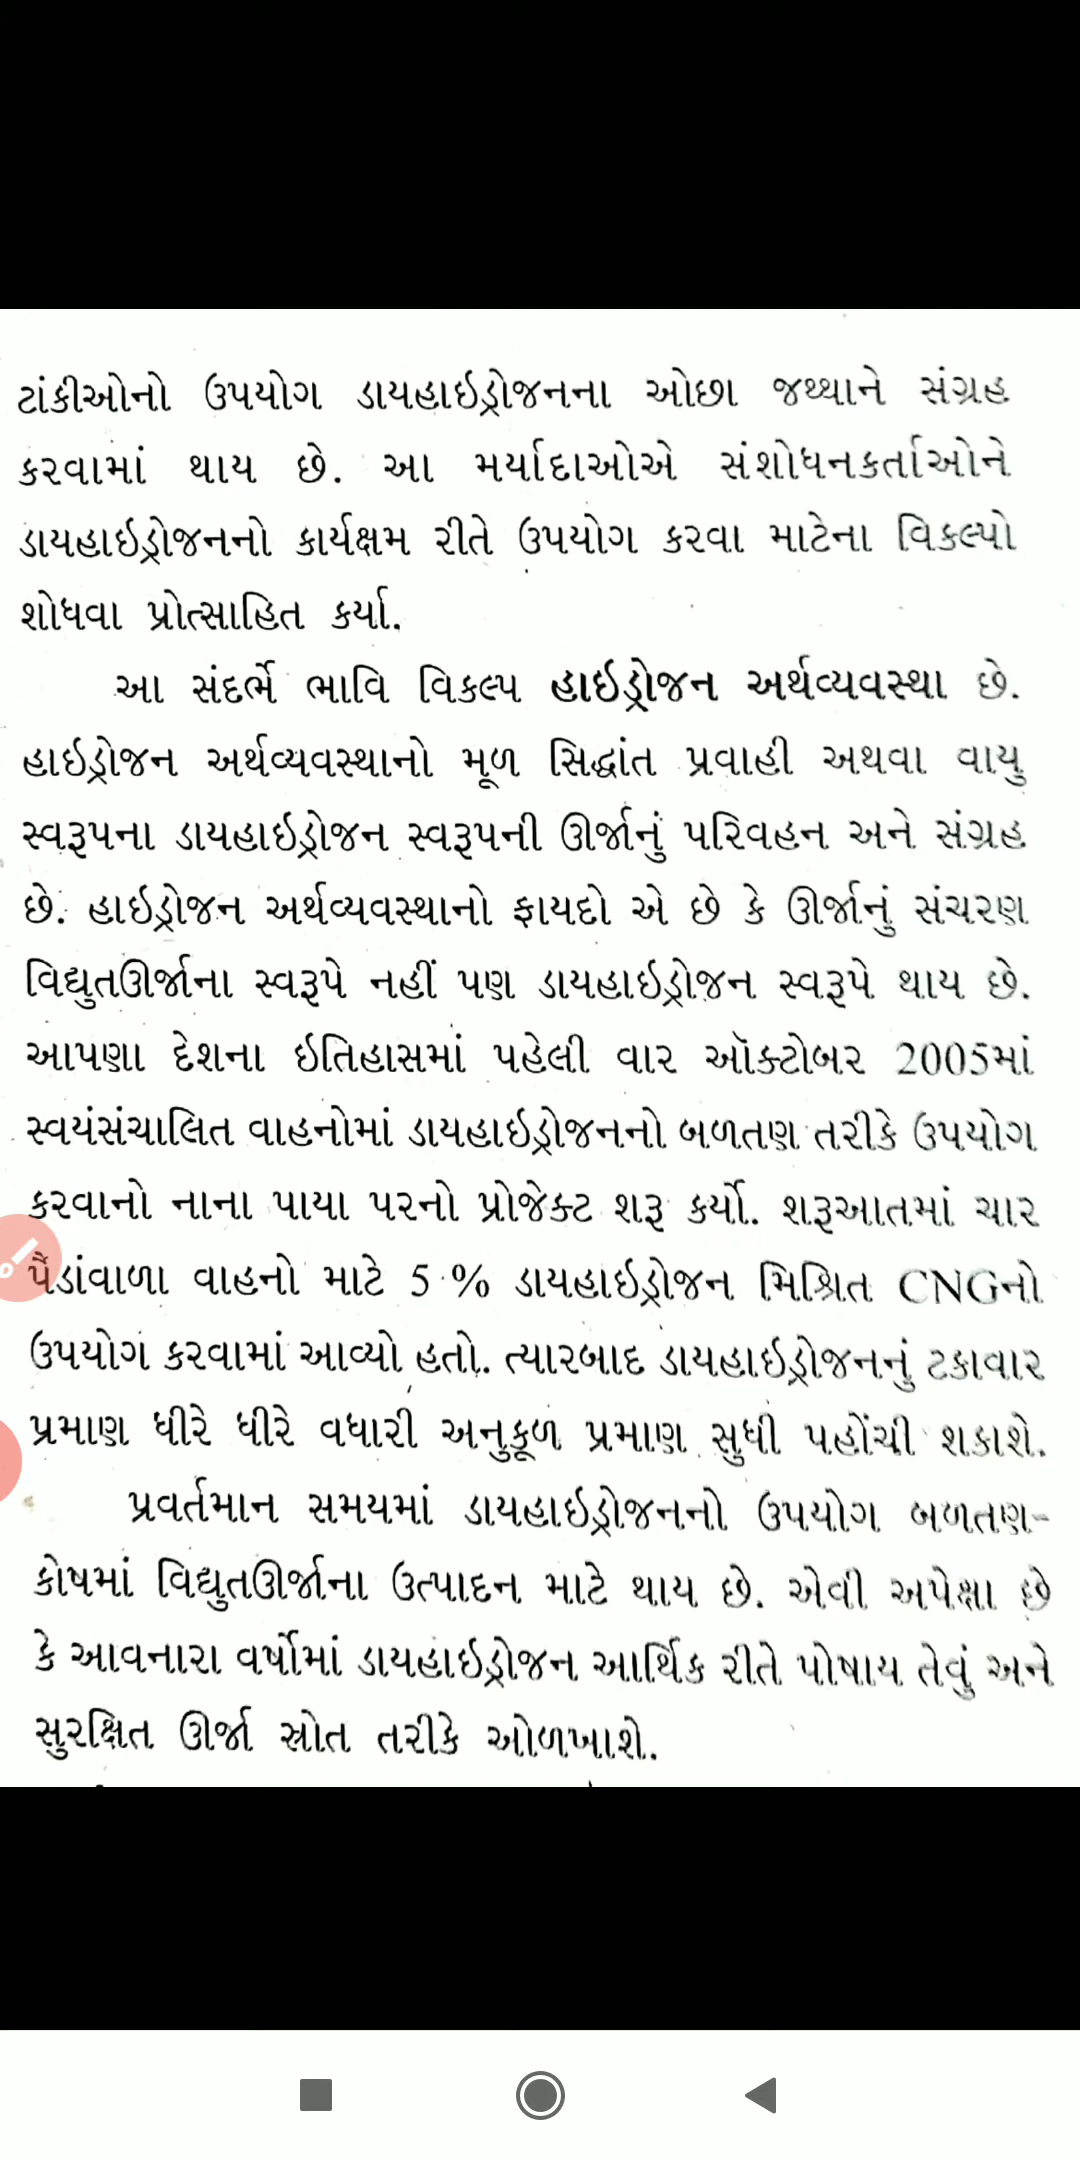 ટાંકીઓનો ઉપયોગ ડાયહાઇડ્રોજનના ઓછા જથ્થાને સંગ્રહ
કરવામાં થાય છે. આ મર્યાદાઓએ સંશોધનકર્તાઓને
ડાયહાઇડ્રોજનનો કાર્યક્ષમ રીતે ઉપયોગ કરવા માટેના વિકલ્પો
શોધવા પ્રોત્સાહિત કર્યા.
આ સંદર્ભે ભાવિ વિકલ્પ હાઇડ્રોજન અર્થવ્યવસ્થા છે.
હાઇડ્રોજન અર્થવ્યવસ્થાનો મૂળ સિદ્ધાંત પ્રવાહી અથવા વાયુ
સ્વરૂપના ડાયહાઇડ્રોજન સ્વરૂપની ઊર્જાનું પરિવહન અને સંગ્રહ
છે. હાઇડ્રોજન અર્થવ્યવસ્થાનો ફાયદો એ છે કે ઊર્જાનું સંચરણ
વિદ્યુતઊર્જાના સ્વરૂપે નહીં પણ ડાયહાઇડ્રોજન સ્વરૂપે થાય છે.
આપણા દેશના ઇતિહાસમાં પહેલી વાર ઑક્ટોબર 2005માં
સ્વયંસંચાલિત વાહનોમાં ડાયહાઇડ્રોજનનો બળતણ તરીકે ઉપયોગ
કરવાનો નાના પાયા પરનો પ્રોજેક્ટ શરૂ કર્યો. શરૂઆતમાં ચાર
પૈંડાંવાળા વાહનો માટે 5 % ડાયહાઇડ્રોજન મિશ્રિત CNGનો
ઉપયોગ કરવામાં આવ્યો હતો. ત્યારબાદ ડાયહાઇડ્રોજનનું ટકાવાર
પ્રમાણ ધીરે ધીરે વધારી અનુકૂળ પ્રમાણ સુધી પહોંચી શકાશે.
પ્રવર્તમાન સમયમાં ડાયહાઇડ્રોજનનો ઉપયોગ બળતણ-
કોષમાં વિદ્યુતઊર્જાના ઉત્પાદન માટે થાય છે. એવી અપેક્ષા છે
કે આવનારા વર્ષોમાં ડાયહાઇડ્રોજન આર્થિક રીતે પોષાય તેવું અને
સુરક્ષિત ઊર્જા સ્રોત તરીકે ઓળખાશે.